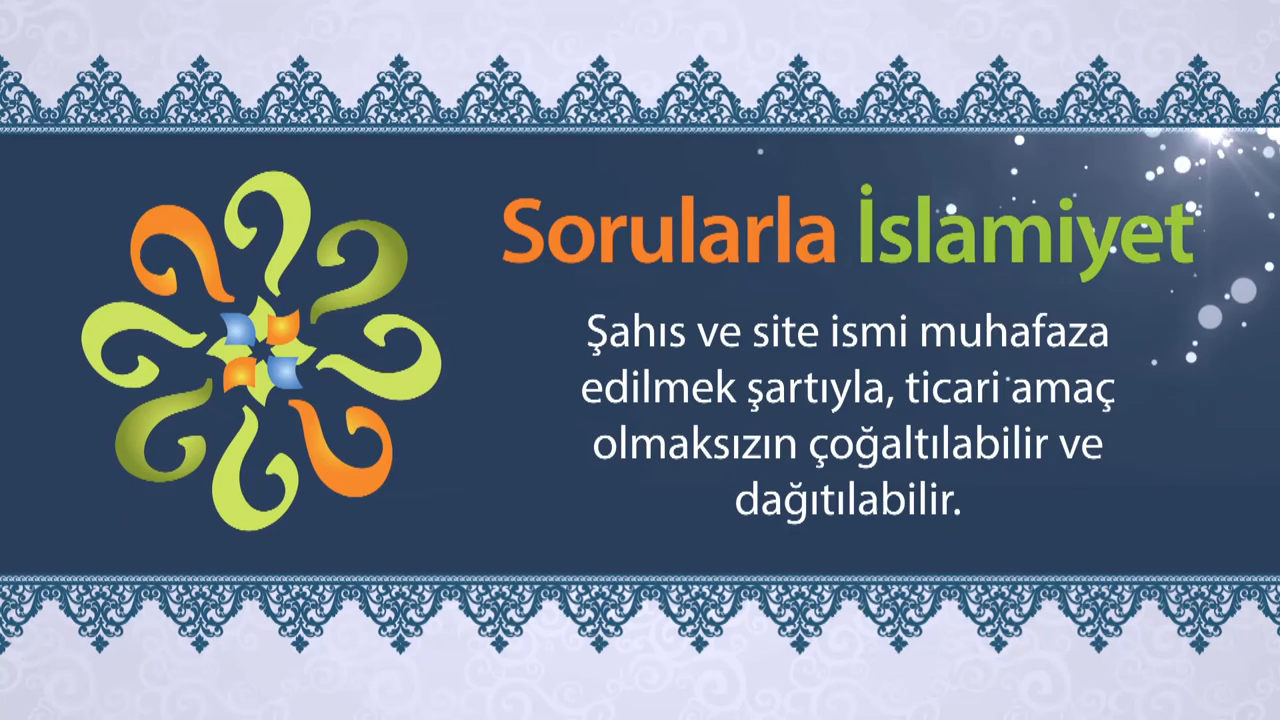 Sorularla İslamiyet
Şahıs ve site ismi muhafaza
edilmek şartıyla, ticari amaç
olmaksızın çoğaltılabilir ve
dağıtılabilir.